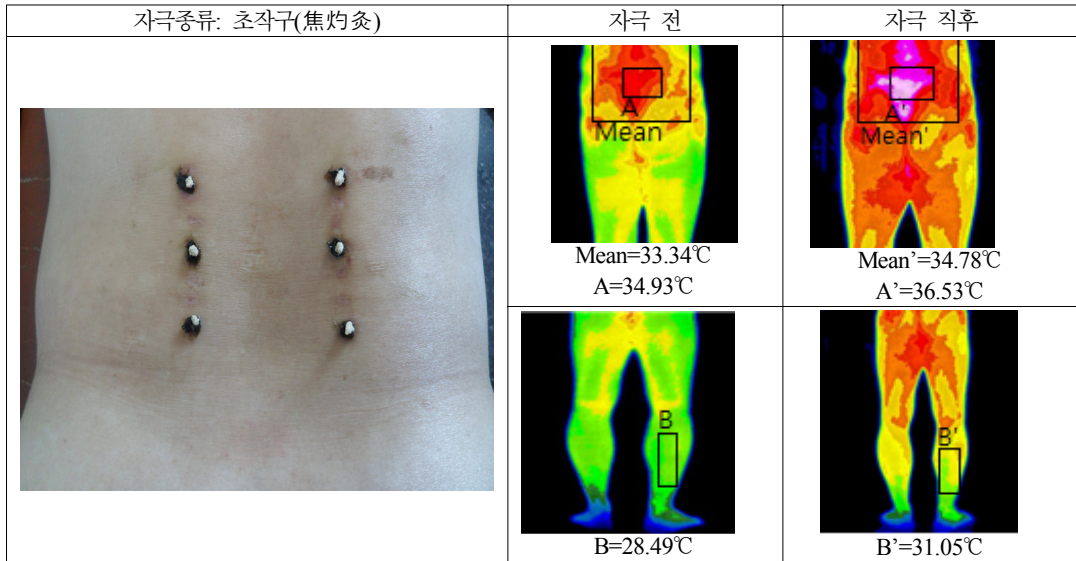 자극종류: 초작구(焦灼灸)
자극 전
자극 직후
A
Mean
Mean=33.34℃
A=34.93℃
A'
Mean'
Mean’=34.78℃
A’=36.53℃
B
B=28.49℃
B'
B’=31.05℃